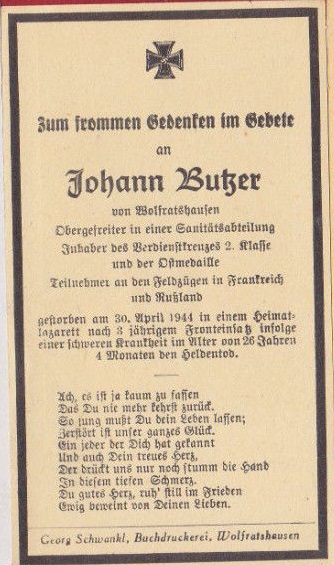 Zum frommen Gedenken im Gebete
an
Johann Butzer
von Wolfratshausen
Obergefreiter in einer Sanitätsabteilung
Inhaber des Verdienstkreuzes 2. Klasse
und der Ostmedaille
Teilnehmer an den Feldzügen in Frankreich
und Rußland
gestorben am 30. April 1944 in einem Heimat-
lazarett nach 3 jährigem Fronteinsatz infolge
einer schweren Krankheit im Alter von 26 Jahren
4 Monaten den Heldentod.
Ach, es ist ja kaum zu fassen
Das Du nie mehr kehrst zurück.
So jung mußt Du dein Leben lassen;
Zerstört ist unser ganzes Glück.
Ein jeder der Dich hat gekannt
Und auch Dein treues Herz,
Der drückt uns nur noch stumm die Hand
In diesem tiefen Schmerz.
Du gutes Herz, ruh' still im Frieden
Ewig beweint von Deinen Lieben.
Georg Schwankl, Buchdruckerei, Wolfratshausen